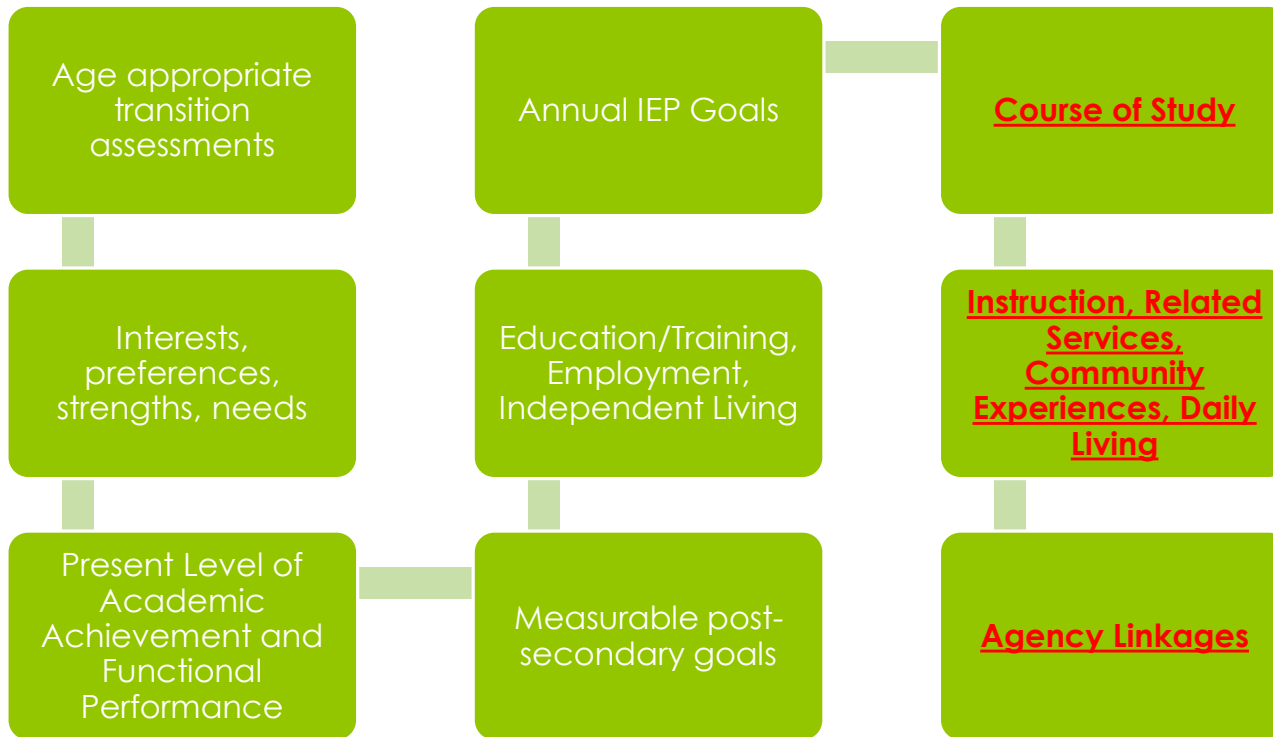 Age appropriate
transition
assessments
Interests,
preferences,
strengths, needs
Present Level of
Academic
Achievement and
Functional
Performance
Measurable post-
secondary goals
Education/Training,
Employment,
Independent Living
Annual IEP Goals
Course of Study
Instruction, Related
Services,
Community
Experiences, Daily
Living
Agency Linkages